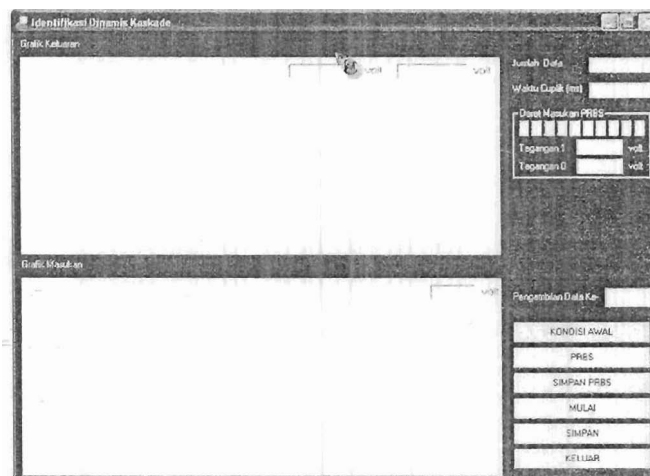 Identifikasi Dinamis Kaskade
Grafik Keluaran
volt
volt
Jumlah Data
Waktu Cuplik (ms)
Deret Masukan PRBS
Tegangan 1 volt
Tegangan 0 volt
Grafik Masukan
volt
Pengambilan Data Ke-
KONDISI AWAL
PRBS
SIMPAN PRBS
MULAI
SIMPAN
KELUAR